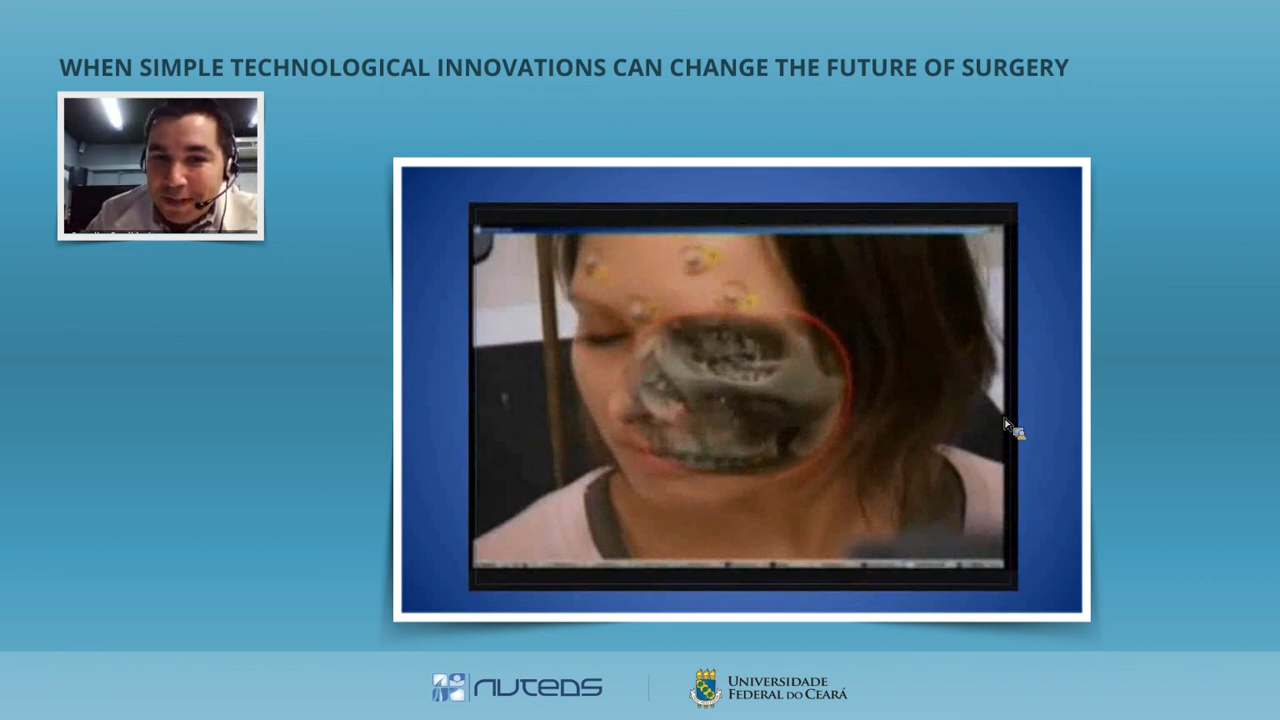 WHEN SIMPLE TECHNOLOGICAL INNOVATIONS CAN CHANGE THE FUTURE OF SURGERY
NUTEDS
UNIVERSIDADE
FEDERAL DO CEARÁ